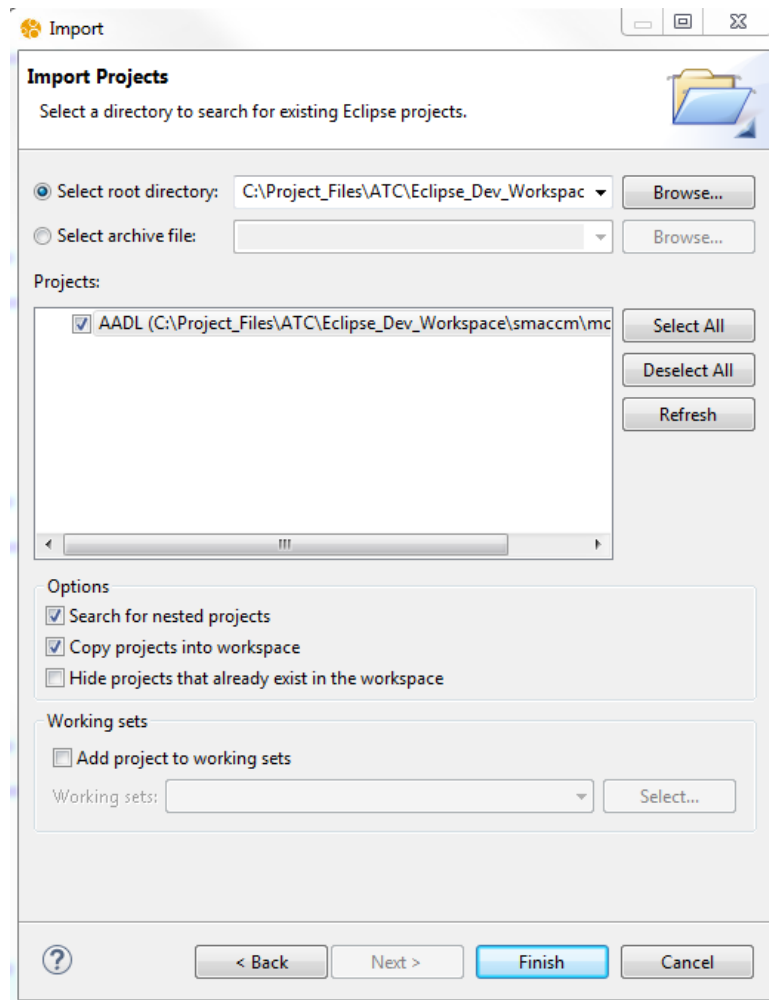 Import
Import Projects
Select a directory to search for existing Eclipse projects.
Select root directory: C:\Project_Files\ATC\Eclipse_Dev_Workspac Browse...
Select archive file: Browse...
Projects:
AADL (C:\Project_Files\ATC\Eclipse_Dev_Workspace\smaccm\mc
Select All
Deselect All
Refresh
Options
Search for nested projects
Copy projects into workspace
Hide projects that already exist in the workspace
Working sets
Add project to working sets
Working sets: Select...
? < Back Next > Finish Cancel